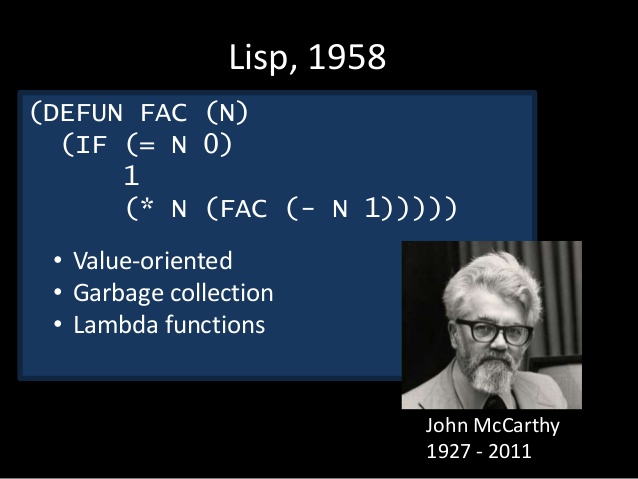 Lisp, 1958
(DEFUN FAC (N)
(IF (= N 0)
1
(* N (FAC (- N 1)))))
• Value-oriented
• Garbage collection
• Lambda functions
John McCarthy
1927 - 2011